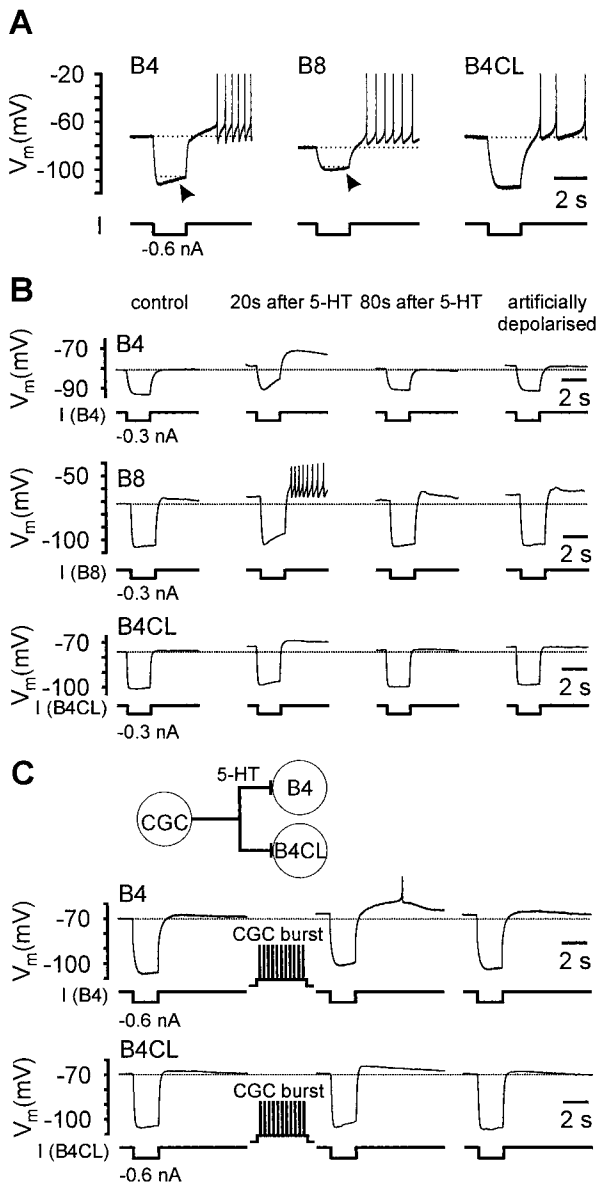 A
B4 B8 B4CL
-20
-60
-100
Vm(mV)
2 s
I
-0.6 nA
B
control 20s after 5-HT 80s after 5-HT artificially
depolarised
B4
-70
-90
Vm(mV)
2 s
I (B4)
-0.3 nA
B8
-50
-100
Vm(mV)
2 s
I (B8)
-0.3 nA
B4CL
-70
-100
Vm(mV)
2 s
I (B4CL)
-0.3 nA
C
5-HT
CGC
B4
B4CL
B4
-70
-100
Vm(mV)
CGC burst
2 s
I (B4)
-0.6 nA
B4CL
-70
-100
Vm(mV)
CGC burst
2 s
I (B4CL)
-0.6 nA